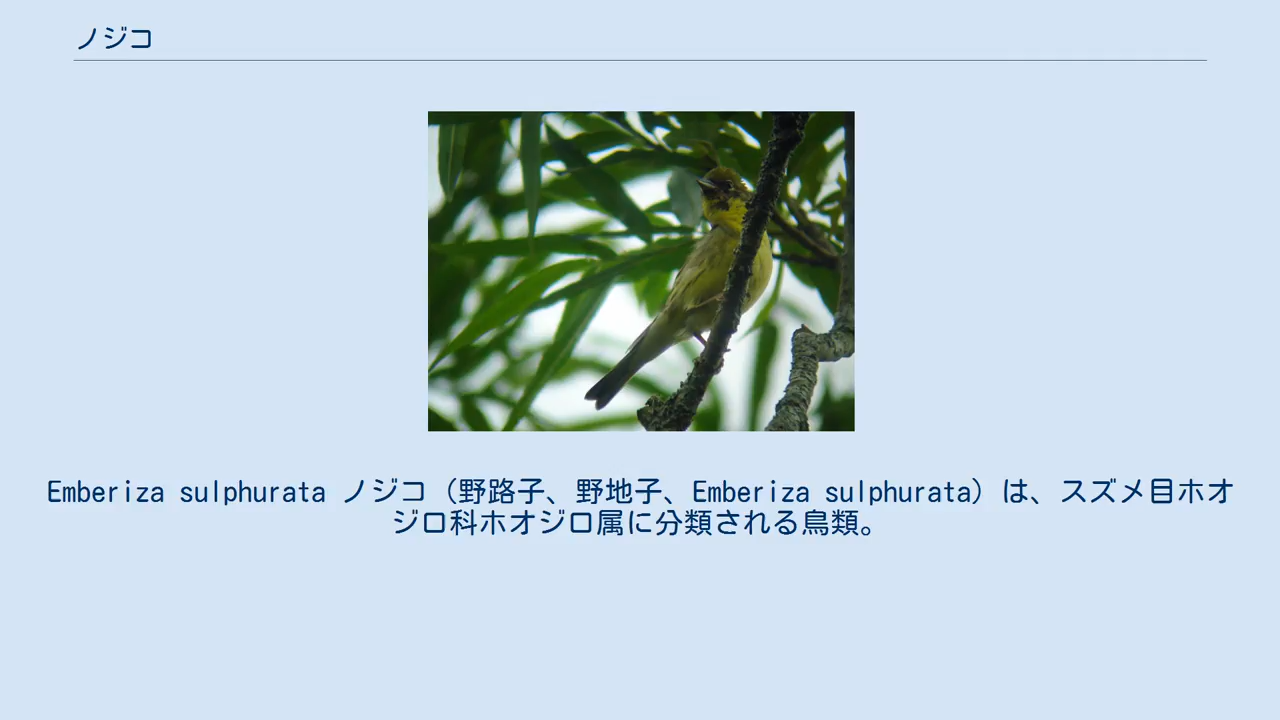 ノジコ
Emberiza sulphurata ノジコ（野路子、野地子、Emberiza sulphurata）は、スズメ目ホオ
ジロ科ホオジロ属に分類される鳥類。